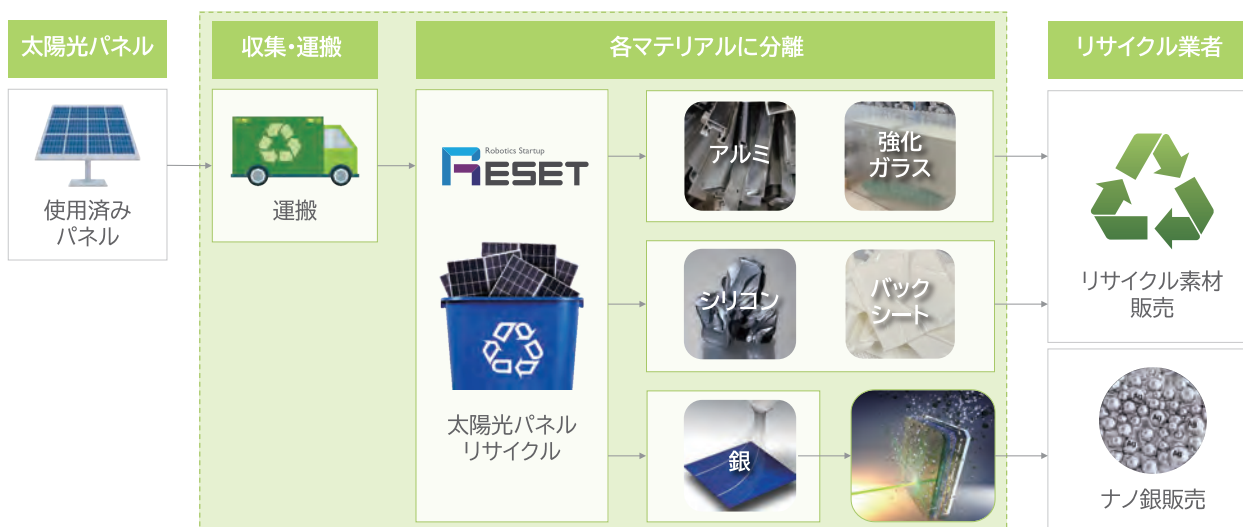 太陽光パネル
収集・運搬
各マテリアルに分離
リサイクル業者
使用済み
パネル
運搬
Robotics Startup
RESET
太陽光パネル
リサイクル
アルミ
強化
ガラス
シリコン
バック
シート
銀
リサイクル素材
販売
ナノ銀販売